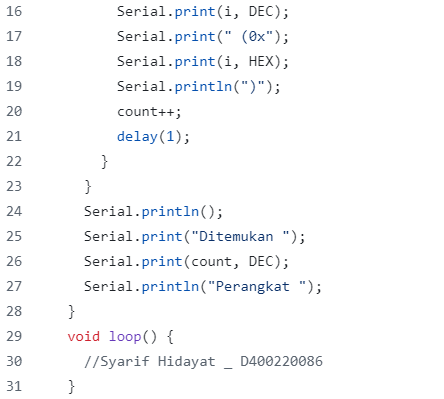 16 Serial.print(i, DEC);
17 Serial.print(" (0x");
18 Serial.print(i, HEX);
19 Serial.println(")");
20 count++;
21 delay(1);
22 }
23 }
24 Serial.println();
25 Serial.print("Ditemukan ");
26 Serial.print(count, DEC);
27 Serial.println("Perangkat ");
28 }
29 void loop() {
30 //Syarif Hidayat _ D400220086
31 }